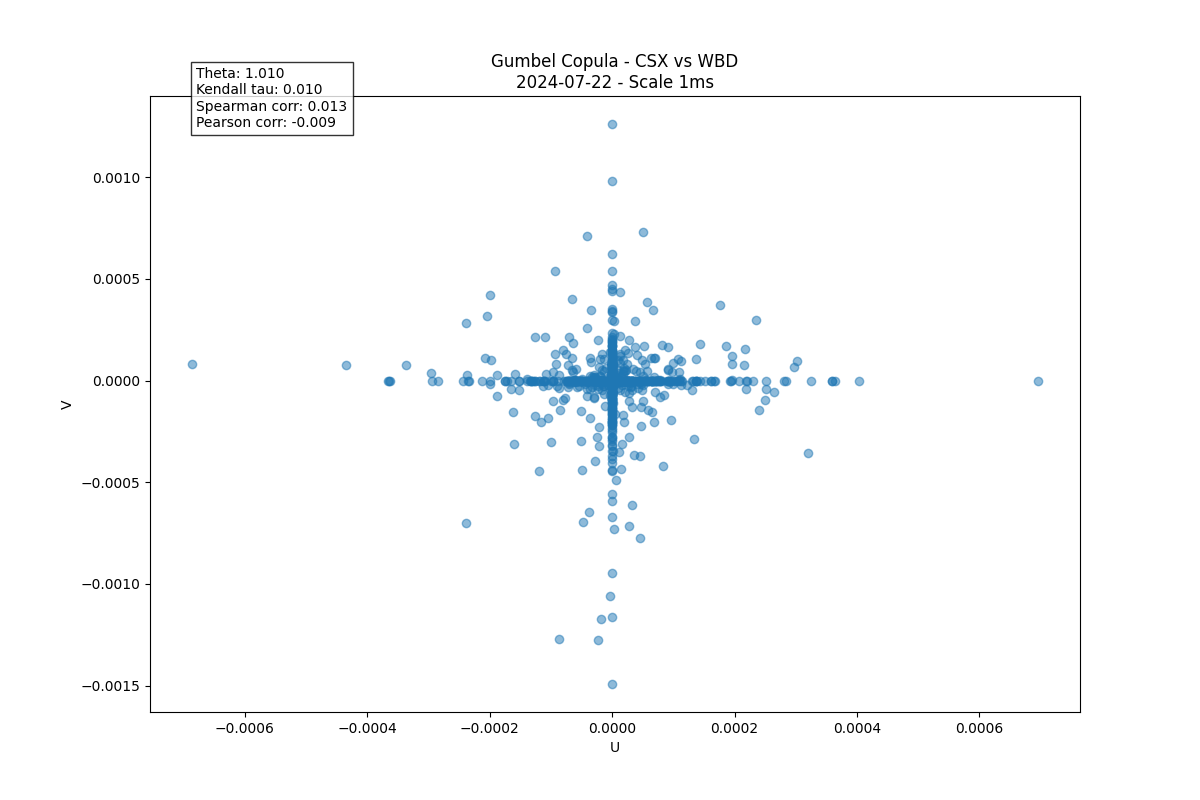 Gumbel Copula - CSX vs WBD
2024-07-22 - Scale 1ms
Theta: 1.010
Kendall tau: 0.010
Spearman corr: 0.013
Pearson corr: -0.009
V
0.0010
0.0005
0.0000
−0.0005
−0.0010
−0.0015
−0.0006 −0.0004 −0.0002 0.0000 0.0002 0.0004 0.0006
U